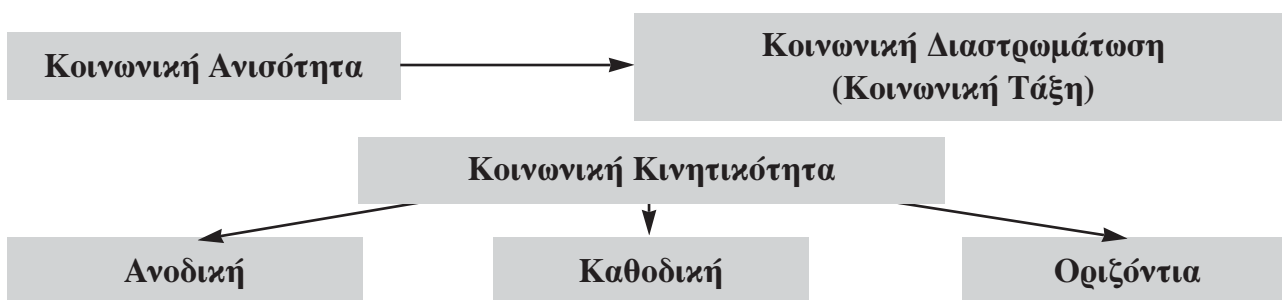 Κοινωνική Ανισότητα
Κοινωνική Διαστρωμάτωση
(Κοινωνική Τάξη)
Κοινωνική Κινητικότητα
Ανοδική
Καθοδική
Οριζόντια